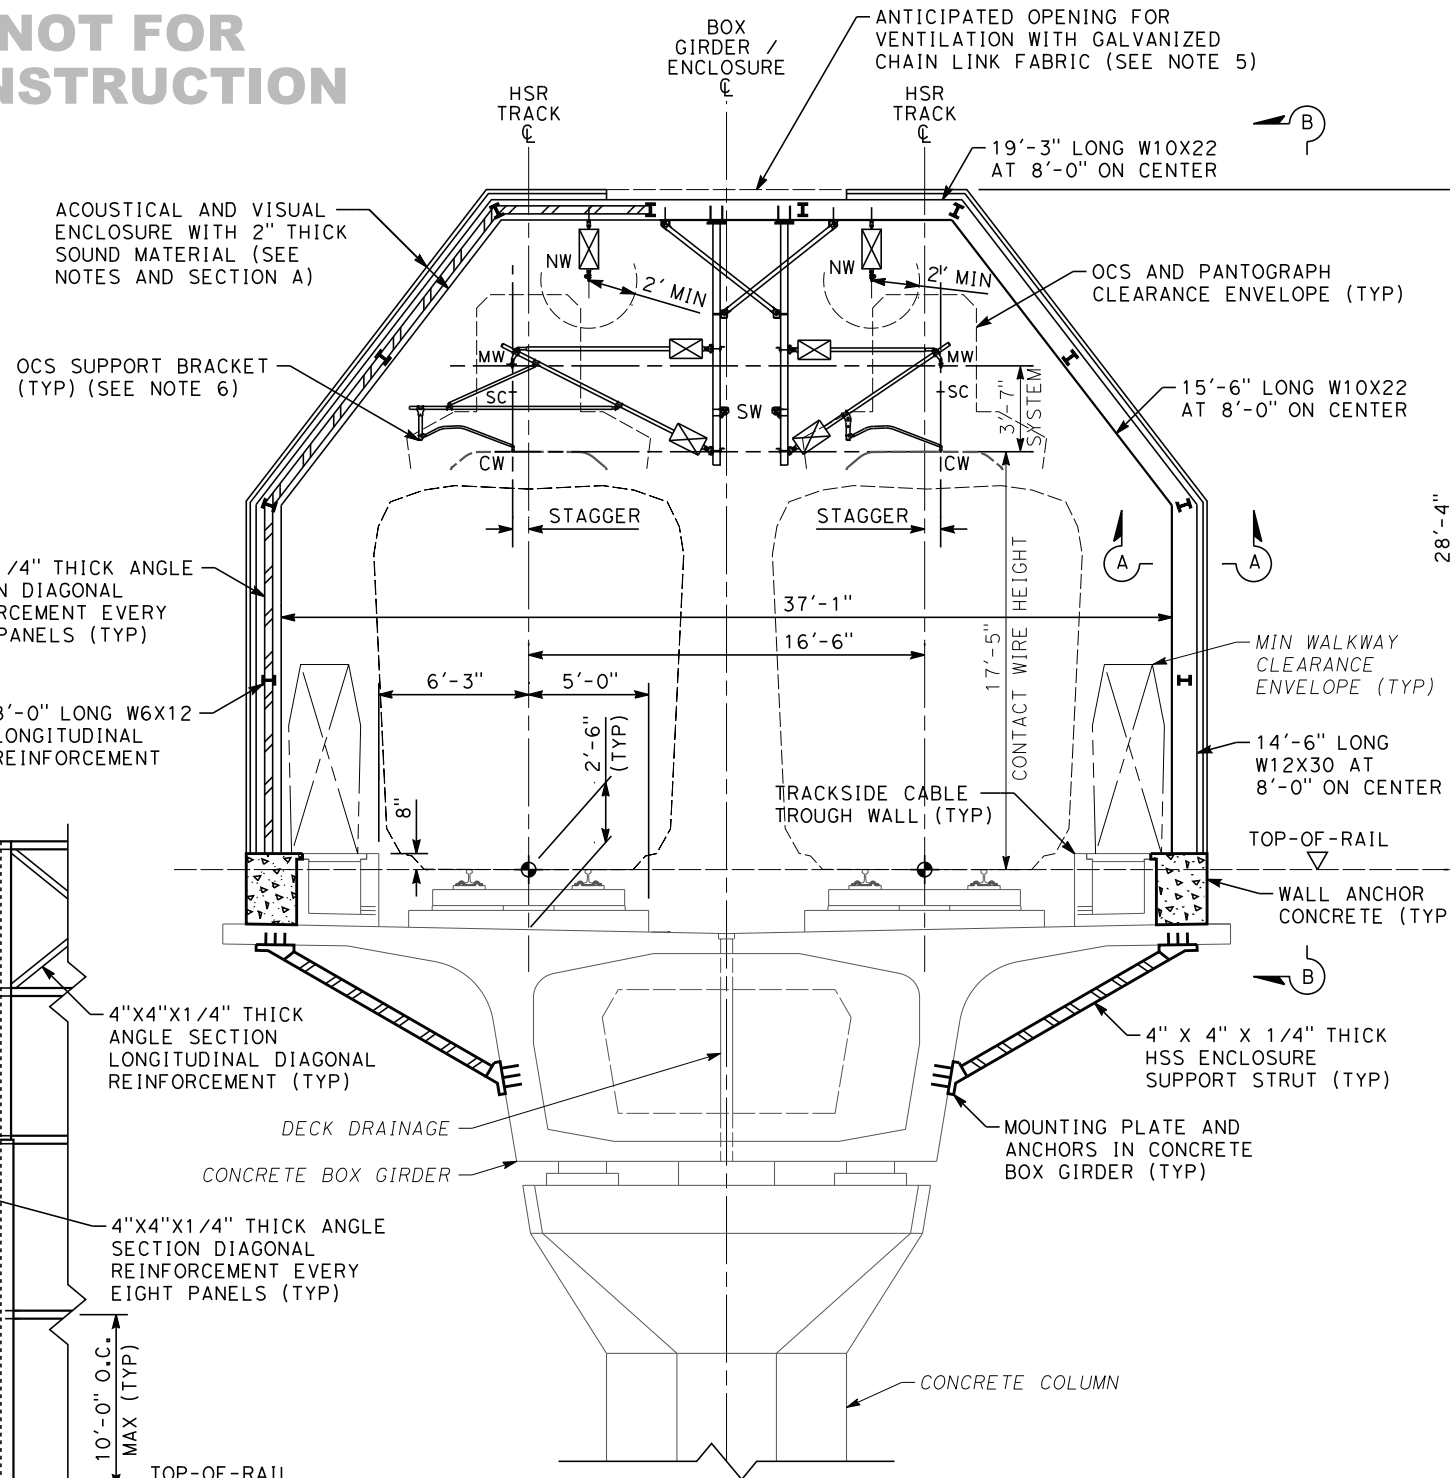 NOT FOR
NSTRUCTION
BOX
GIRDER /
ENCLOSURE
℄
ANTICIPATED OPENING FOR
VENTILATION WITH GALVANIZED
CHAIN LINK FABRIC (SEE NOTE 5)
HSR
TRACK
℄
HSR
TRACK
℄
B
19'-3" LONG W10X22
AT 8'-0" ON CENTER
ACOUSTICAL AND VISUAL
ENCLOSURE WITH 2" THICK
SOUND MATERIAL (SEE
NOTES AND SECTION A)
NW
2' MIN
NW
2' MIN
OCS AND PANTOGRAPH
CLEARANCE ENVELOPE (TYP)
OCS SUPPORT BRACKET
(TYP) (SEE NOTE 6)
MW
SC
CW
SW
MW
SC
CW
3'-7"
SYSTEM
15'-6" LONG W10X22
AT 8'-0" ON CENTER
STAGGER
STAGGER
28'-4"
A
A
/4" THICK ANGLE
N DIAGONAL
RCEMENT EVERY
PANELS (TYP)
37'-1"
16'-6"
6'-3"
5'-0"
2'-6"
(TYP)
8"
17'-5"
CONTACT WIRE HEIGHT
MIN WALKWAY
CLEARANCE
ENVELOPE (TYP)
8'-0" LONG W6X12
LONGITUDINAL
REINFORCEMENT
14'-6" LONG
W12X30 AT
8'-0" ON CENTER
TRACKSIDE CABLE
TROUGH WALL (TYP)
TOP-OF-RAIL
WALL ANCHOR
CONCRETE (TYP
B
4"X4"X1/4" THICK
ANGLE SECTION
LONGITUDINAL DIAGONAL
REINFORCEMENT (TYP)
4" X 4" X 1/4" THICK
HSS ENCLOSURE
SUPPORT STRUT (TYP)
DECK DRAINAGE
MOUNTING PLATE AND
ANCHORS IN CONCRETE
BOX GIRDER (TYP)
CONCRETE BOX GIRDER
4"X4"X1/4" THICK ANGLE
SECTION DIAGONAL
REINFORCEMENT EVERY
EIGHT PANELS (TYP)
10'-0" O.C.
MAX (TYP)
CONCRETE COLUMN
TOP-OF-RAIL